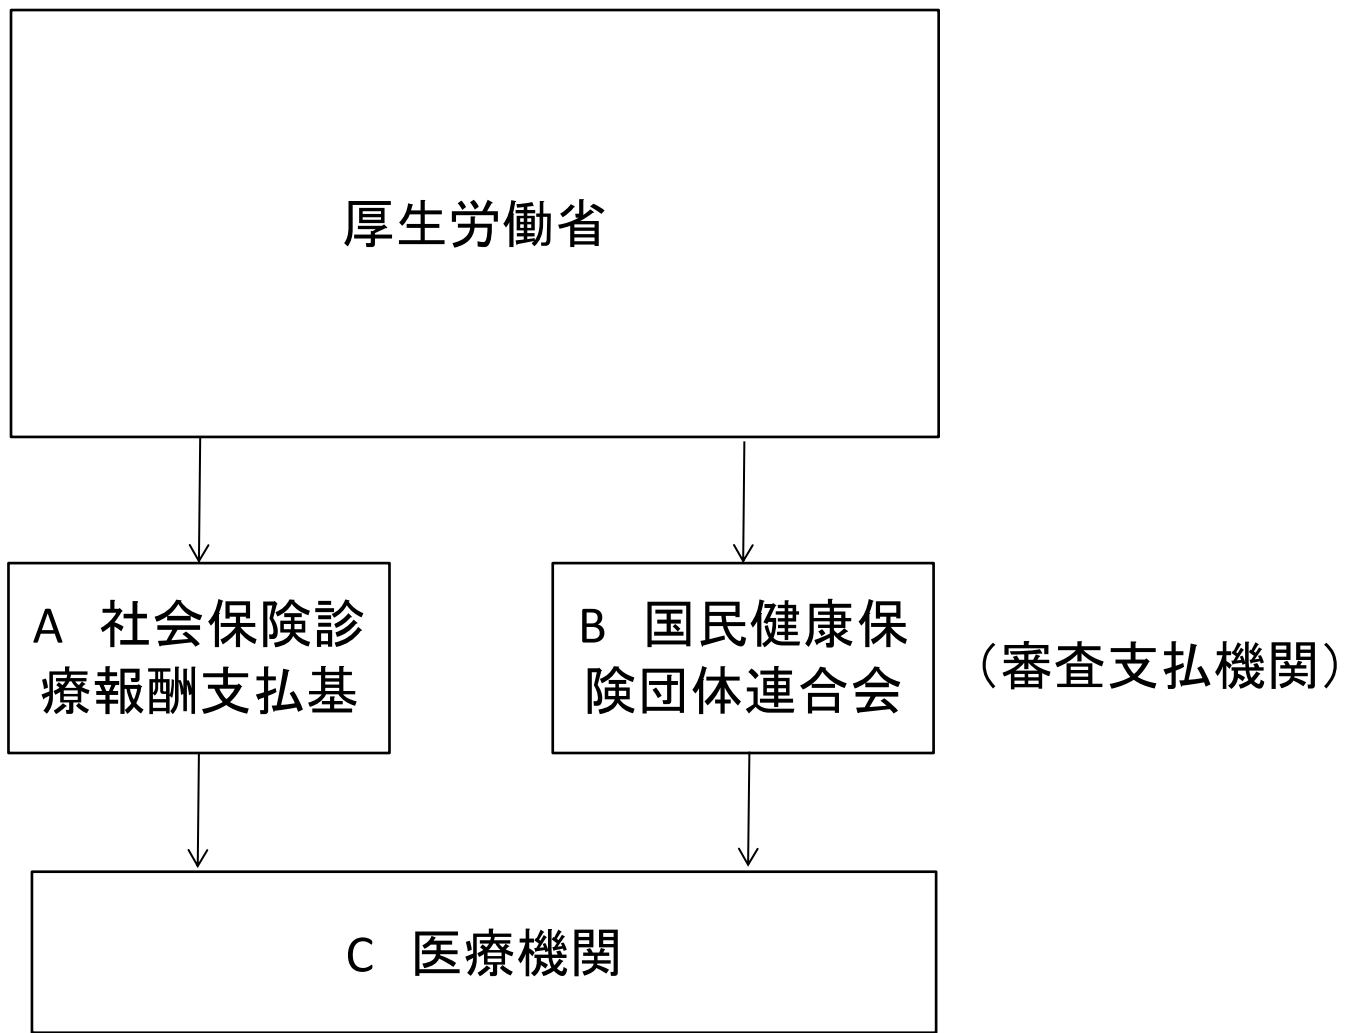 厚生労働省
A 社会保険診
療報酬支払基
B 国民健康保
険団体連合会
（審査支払機関）
C 医療機関